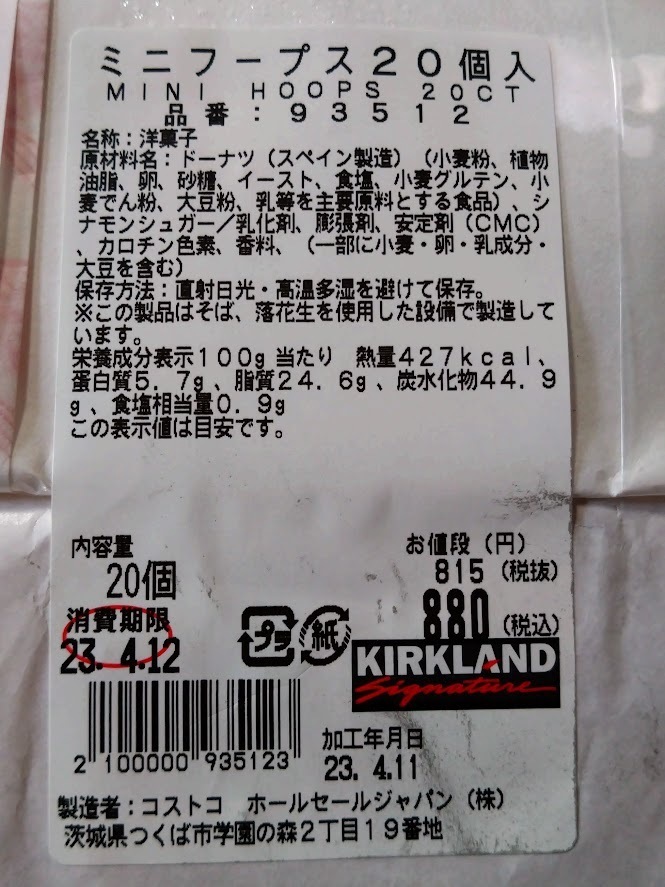 ミニフープス20個入
MINI HOOPS 20CT
品番:93512
名称:洋菓子
原材料名:ドーナツ(スペイン製造)(小麦粉、植物
油脂、卵、砂糖、イースト、食塩、小麦グルテン、小
麦でん粉、大豆粉、乳等を主要原料とする食品)、シ
ナモンシュガー/乳化剤、膨張剤、安定剤(CMC)
、カロチン色素、香料、(一部に小麦・卵・乳成分・
大豆を含む)
保存方法:直射日光・高温多湿を避けて保存。
※この製品はそば、落花生を使用した設備で製造して
います。
栄養成分表示100g当たり 熱量427kcal、
蛋白質5.7g、脂質24.6g、炭水化物44.9
g、食塩相当量0.9g
この表示値は目安です。
内容量
20個
お値段(円)
815(税抜)
880(税込)
消費期限
23. 4.12
プラ
紙
KIRKLAND
Signature
2 100000 935123
加工年月日
23. 4.11
製造者:コストコ ホールセールジャパン(株)
茨城県つくば市学園の森2丁目19番地